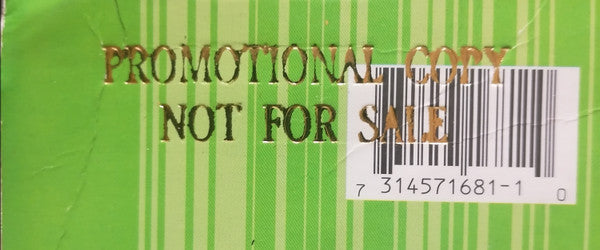 PROMOTIONAL COPY
NOT FOR SALE
7 314571681-1 0